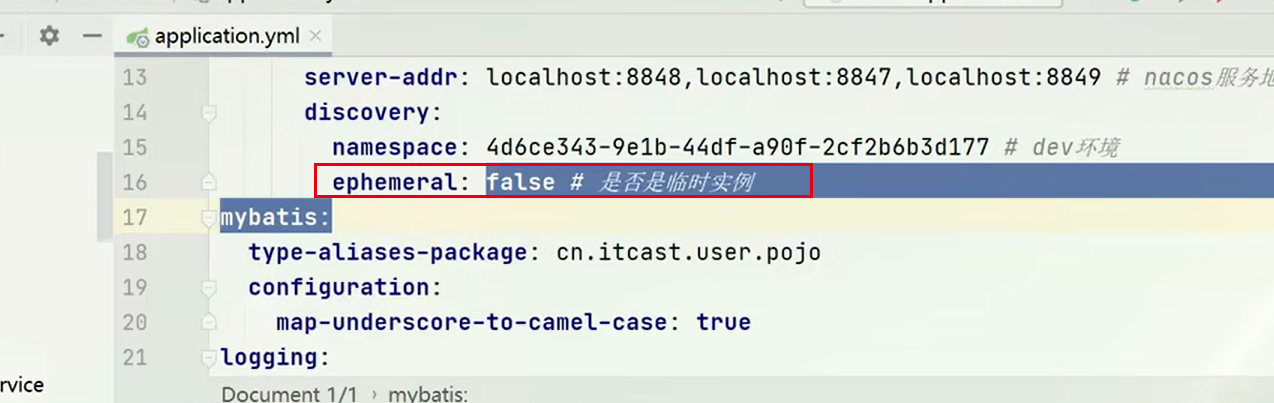 application.yml
13 server-addr: localhost:8848,localhost:8847,localhost:8849 # nacos服务地
14 discovery:
15 namespace: 4d6ce343-9e1b-44df-a90f-2cf2b6b3d177 # dev环境
16 ephemeral: false # 是否是临时实例
17 mybatis:
18 type-aliases-package: cn.itcast.user.pojo
19 configuration:
20 map-underscore-to-camel-case: true
21 logging:
rvice
Document 1/1 › mybatis: